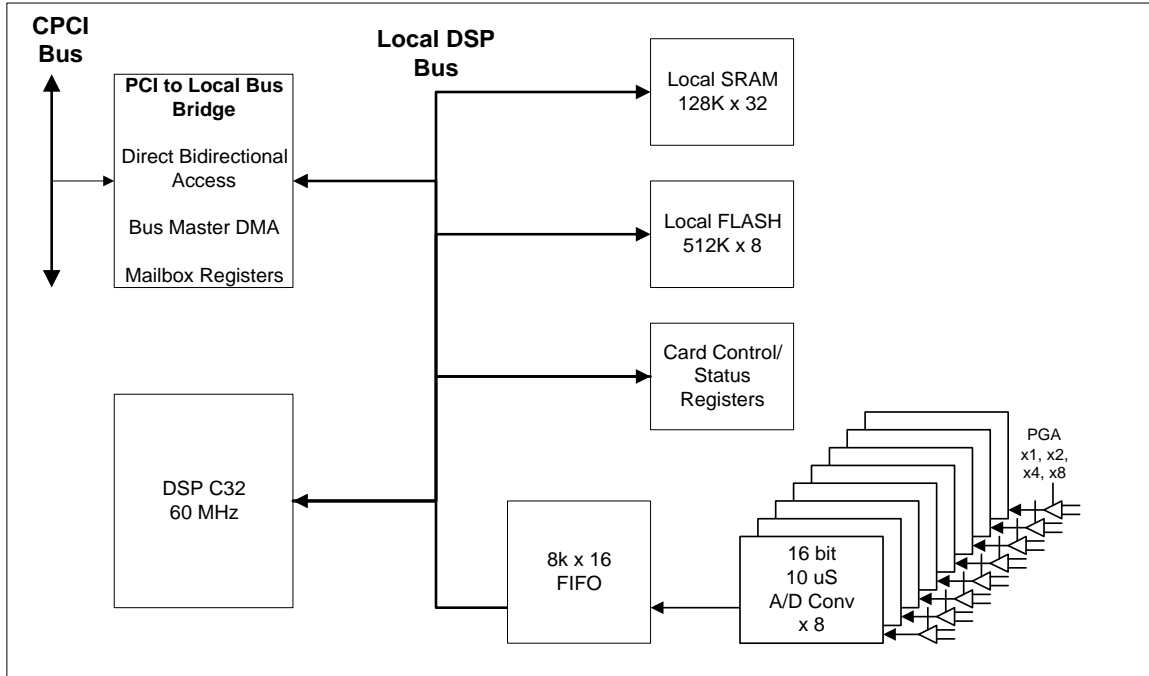 CPCI
Bus
PCI to Local Bus
Bridge
Direct Bidirectional
Access
Bus Master DMA
Mailbox Registers
Local DSP
Bus
Local SRAM
128K x 32
Local FLASH
512K x 8
Card Control/
Status
Registers
DSP C32
60 MHz
8k x 16
FIFO
16 bit
10 uS
A/D Conv
x 8
PGA
x1, x2,
x4, x8